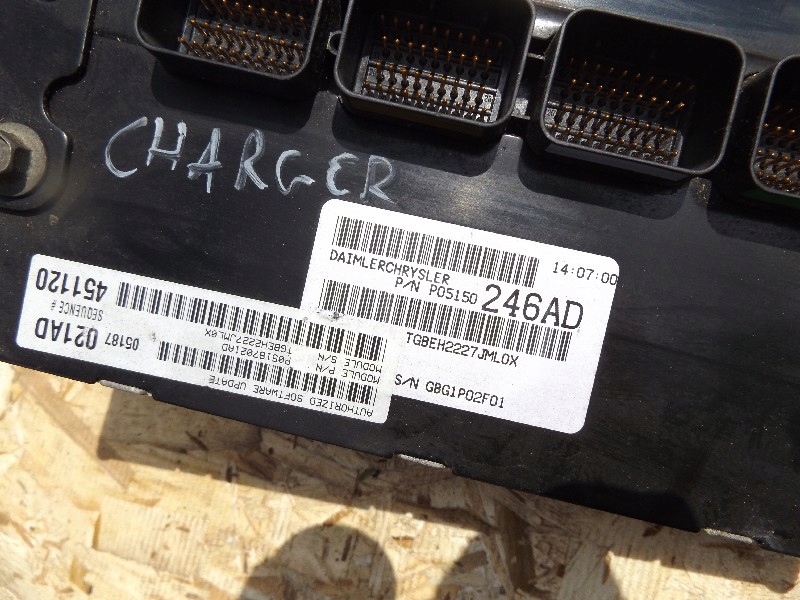 CHARGER
14:07:00
DAIMLERCHRYSLER
P/N P05150 246AD
TGBEH2227JML0X
S/N G8G1P02F01
AUTHORIZED SOFTWARE UPDATE
MODULE P/N P05187021AD
MODULE S/N TGBEH2227JML0X
05187 021AD
SEQUENCE # 451120